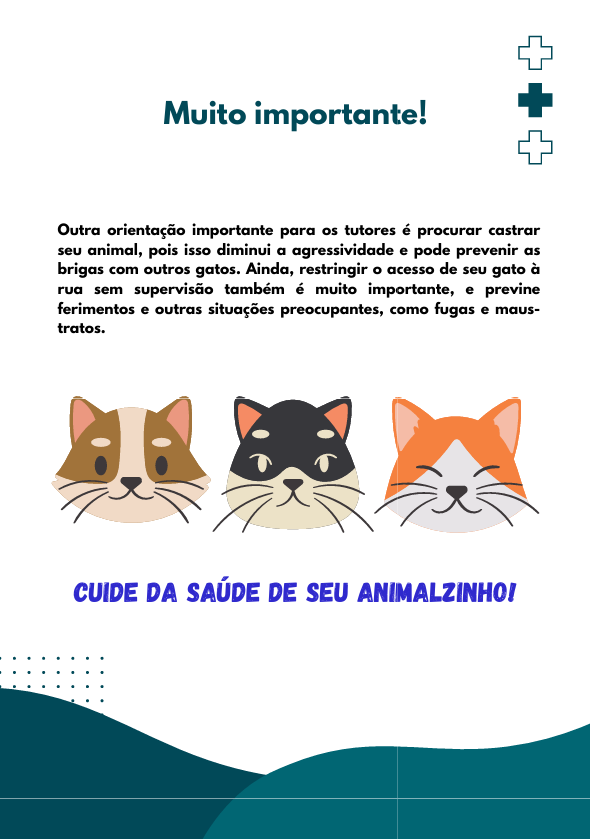 Muito importante!
Outra orientação importante para os tutores é procurar castrar
seu animal, pois isso diminui a agressividade e pode prevenir as
brigas com outros gatos. Ainda, restringir o acesso de seu gato à
rua sem supervisão também é muito importante, e previne
ferimentos e outras situações preocupantes, como fugas e maus-
tratos.
CUIDE DA SAÚDE DE SEU ANIMALZINHO!